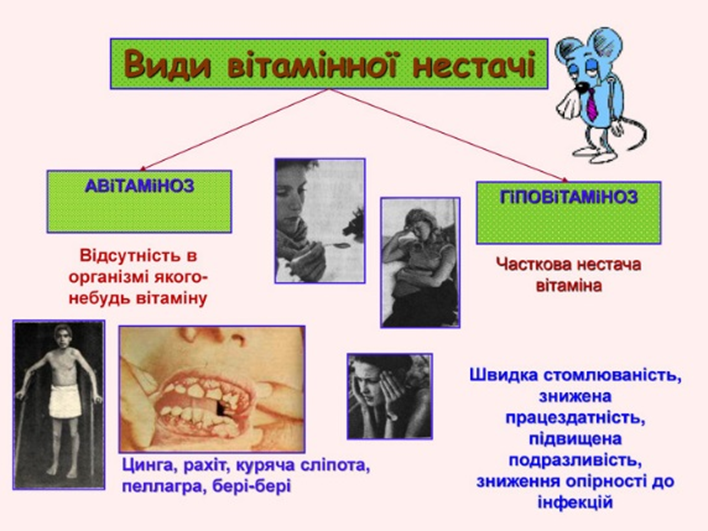 Види вітамінної нестачі
АВіТАМіНОЗ
Відсутність в
організмі якого-
небудь вітаміну
Цинга, рахіт, куряча сліпота,
пеллагра, бері-бері
ГіПОВіТАМіНОЗ
Часткова нестача
вітаміна
Швидка стомлюваність,
знижена
працездатність,
підвищена
подразливість,
зниження опірності до
інфекцій